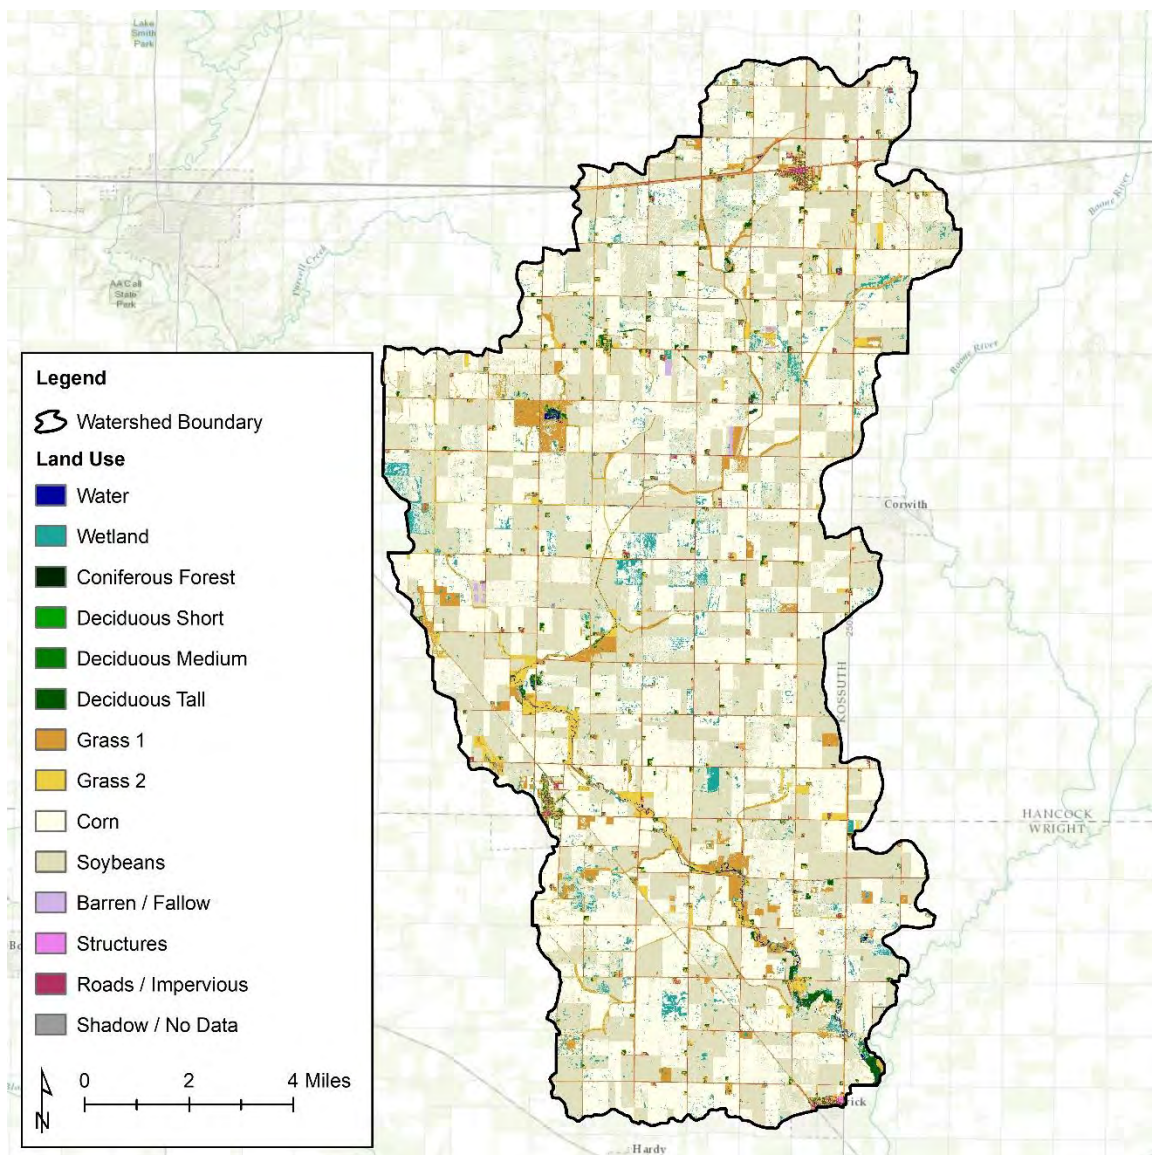 Lake
Smith
Park
Boone River
Purcell Creek
AA Call
State
Park
Boone River
Legend
Watershed Boundary
Land Use
Water
Wetland
Coniferous Forest
Deciduous Short
Deciduous Medium
Deciduous Tall
Grass 1
Grass 2
Corn
Soybeans
Barren / Fallow
Structures
Roads / Impervious
Shadow / No Data
0 2 4 Miles
N
Corwith
KOSSUTH
HANCOCK
WRIGHT
rick
Hardy